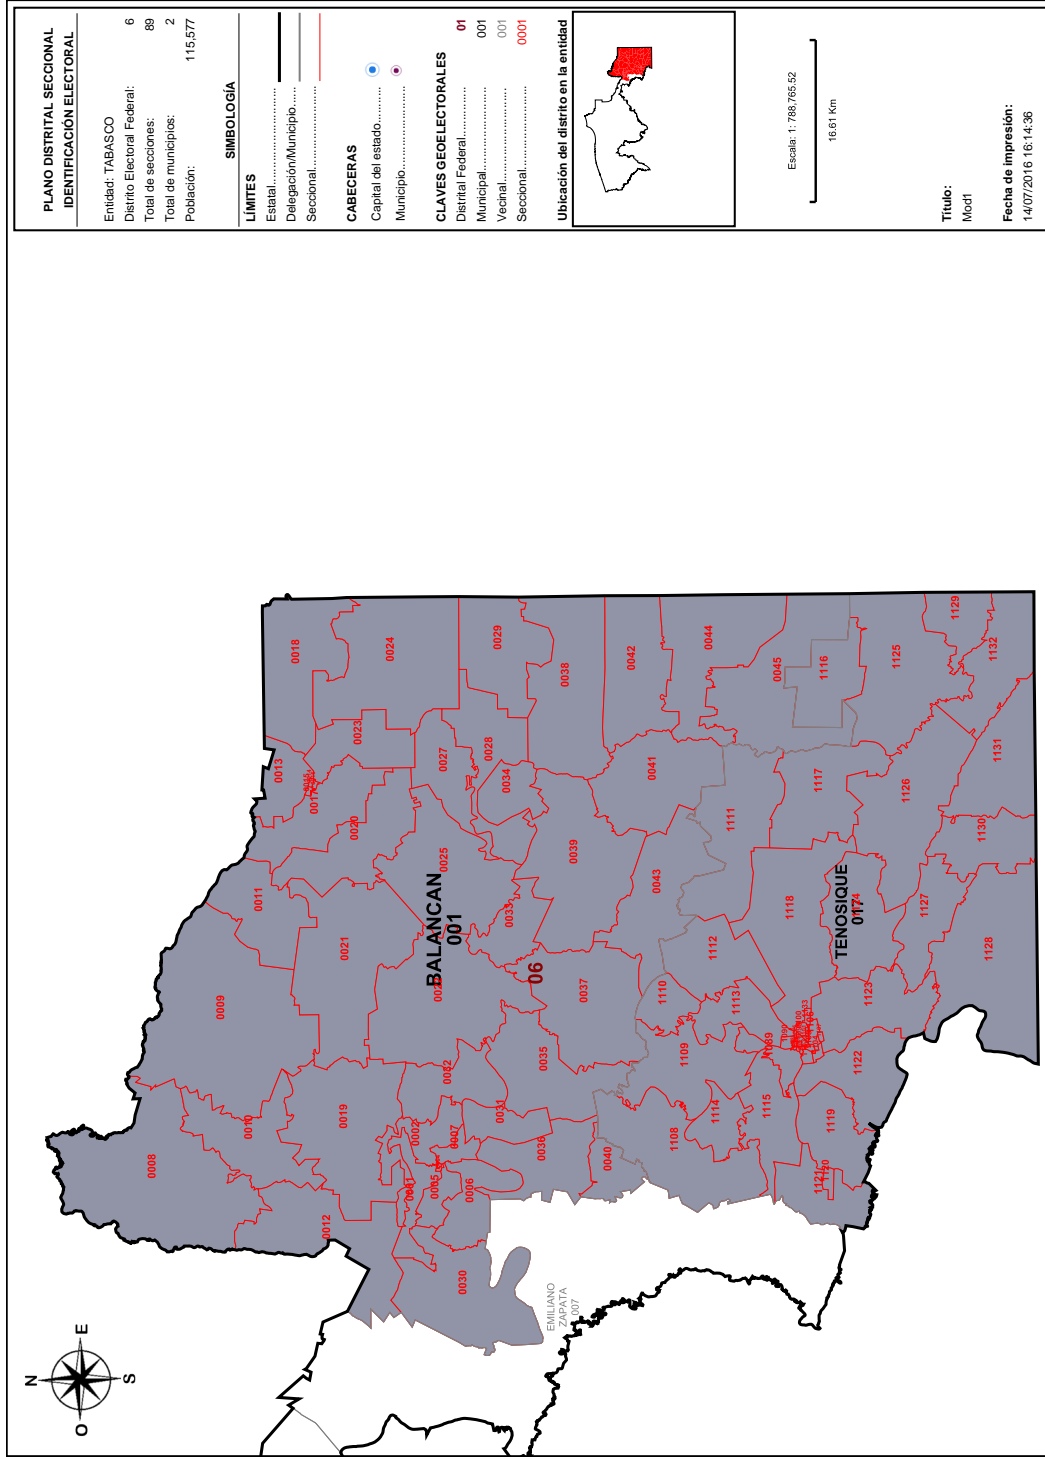 PLANO DISTRITAL SECCIONAL
IDENTIFICACIÓN ELECTORAL
Entidad: TABASCO
Distrito Electoral Federal: 6
Total de secciones: 89
Total de municipios: 2
Población: 115,577
SIMBOLOGÍA
LÍMITES
Estatal
Delegación/Municipio
Seccional
CABECERAS
Capital del estado
Municipio
CLAVES GEOELECTORALES
Distrital Federal 01
Municipal 001
Vecinal 001
Seccional 0001
Ubicación del distrito en la entidad
Escala: 1: 788,765.52
16.61 Km
Título:
Mod1
Fecha de impresión:
14/07/2016 16:14:36
N
E
S
O
0018
0024
0029
0038
0042
0044
0045
1116
1125
1129
1132
0013
0017
0023
0027
0028
0034
0041
1117
1126
1131
0020
0025
0039
1111
1130
0011
0021
BALANCAN
001
0033
0043
1118
TENOSIQUE
017
1127
0009
06
0037
1112
1128
1110
1113
1123
0032
0035
1109
1089
1122
0008
0010
0019
0002
0007
0031
0036
1108
1114
1115
1119
0012
0001
0005
0006
0040
1121
1120
0030
EMILIANO
ZAPATA
007